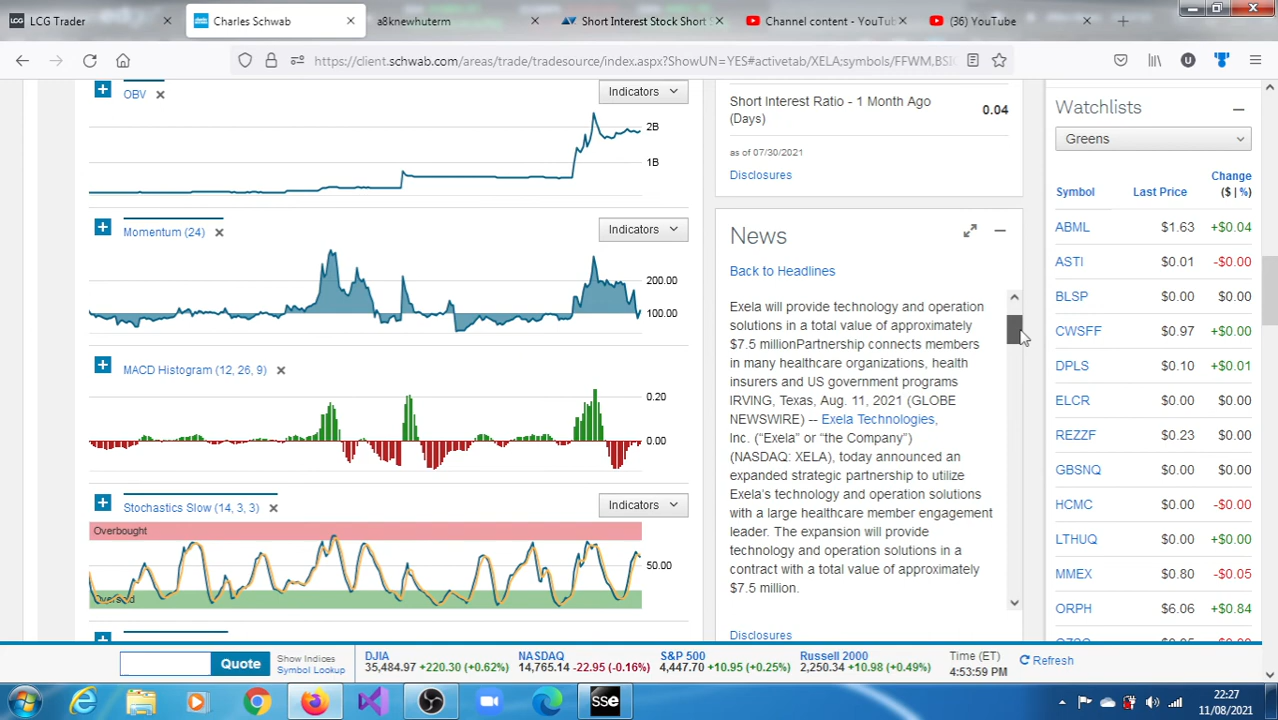 LCG Trader
Charles Schwab
a8knewhuterm
Short Interest Stock Short
Channel content - YouTu
(36) YouTube
https://client.schwab.com/areas/trade/tradesource/index.aspx?ShowUN=YES#activetab/XELA;symbols/FFWM,BSI
OBV
Indicators
2B
1B
Momentum (24)
Indicators
200.00
100.00
MACD Histogram (12, 26, 9)
0.20
0.00
Stochastics Slow (14, 3, 3)
Indicators
Overbought
50.00
Short Interest Ratio - 1 Month Ago
(Days)
0.04
as of 07/30/2021
Disclosures
News
Back to Headlines
Exela will provide technology and operation
solutions in a total value of approximately
$7.5 millionPartnership connects members
in many healthcare organizations, health
insurers and US government programs
IRVING, Texas, Aug. 11, 2021 (GLOBE
NEWSWIRE) -- Exela Technologies,
Inc. (“Exela” or “the Company”)
(NASDAQ: XELA), today announced an
expanded strategic partnership to utilize
Exela's technology and operation solutions
with a large healthcare member engagement
leader. The expansion will provide
technology and operation solutions in a
contract with a total value of approximately
$7.5 million.
Disclosures
Watchlists
Greens
Change
Symbol Last Price ($ | %)
ABML $1.63 +$0.04
ASTI $0.01 -$0.00
BLSP $0.00 $0.00
CWSFF $0.97 +$0.00
DPLS $0.10 +$0.01
ELCR $0.00 $0.00
REZZF $0.23 $0.00
GBSNQ $0.00 $0.00
HCMC $0.00 -$0.00
LTHUQ $0.00 +$0.00
MMEX $0.80 -$0.05
ORPH $6.06 +$0.84
Quote
Show Indices
Symbol Lookup
DJIA
35,484.97 +220.30 (+0.62%)
NASDAQ
14,765.14 -22.95 (-0.16%)
S&P 500
4,447.70 +10.95 (+0.25%)
Russell 2000
2,250.34 +10.98 (+0.49%)
Time (ET)
4:53:59 PM
Refresh
SSE
22:27
11/08/2021